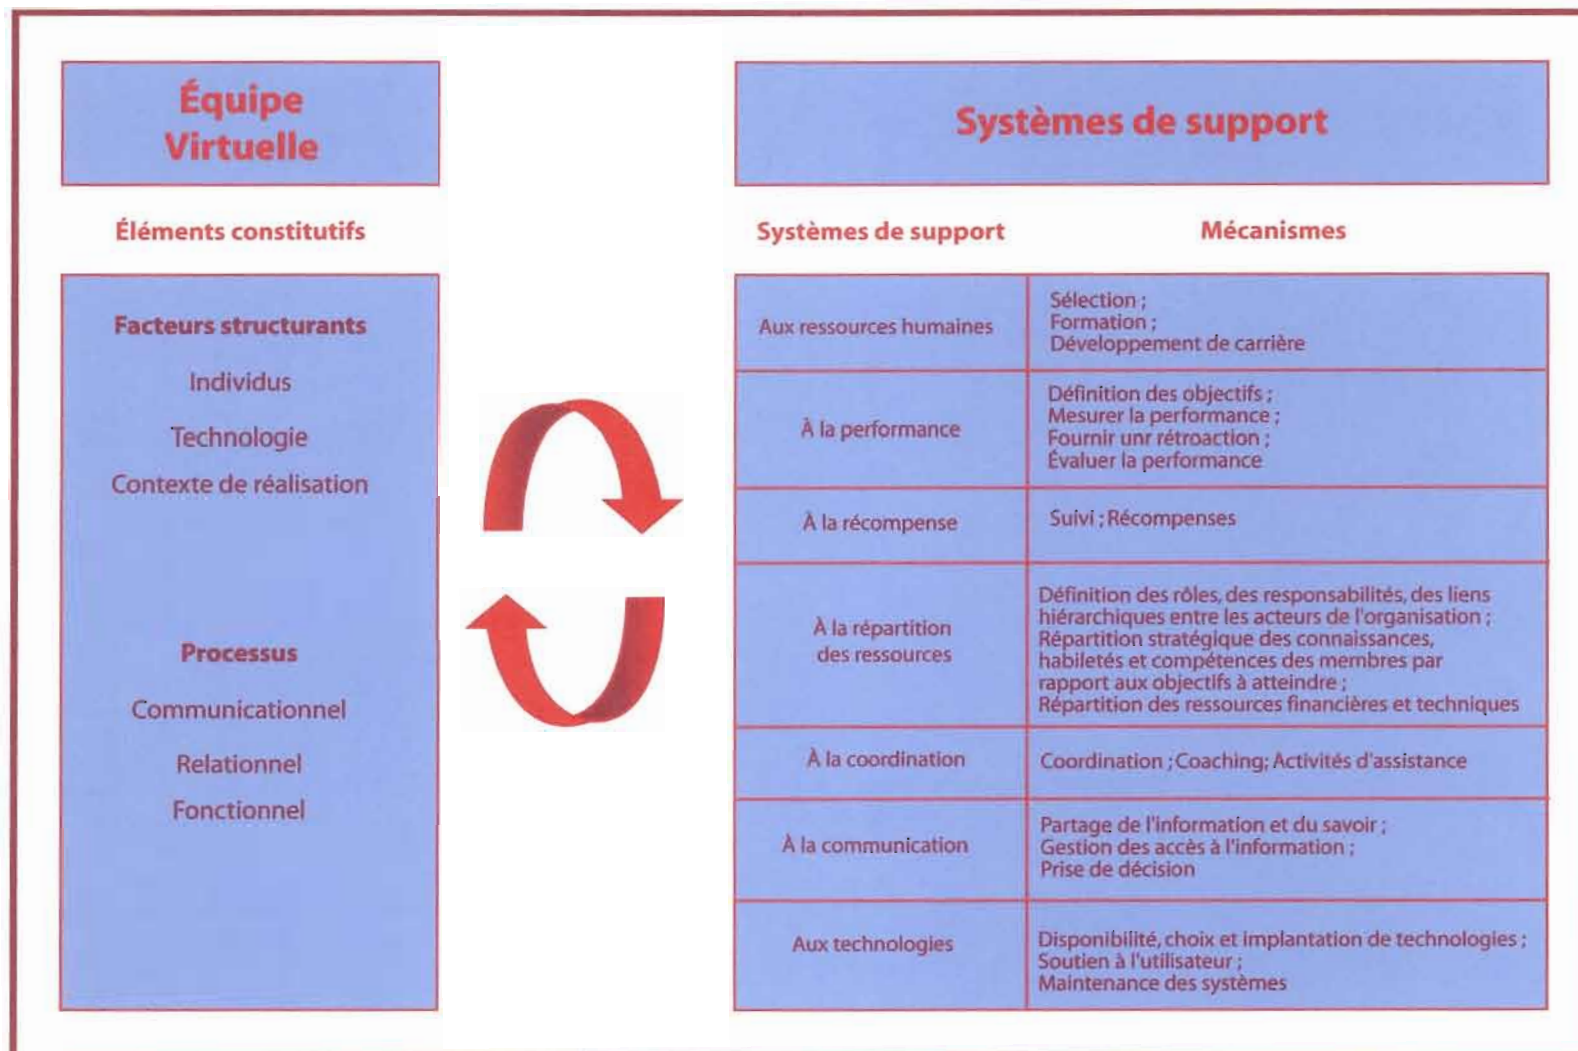 Équipe
Virtuelle
Éléments constitutifs
Facteurs structurants
Individus
Technologie
Contexte de réalisation
Processus
Communicationnel
Relationnel
Fonctionnel
Systèmes de support
Systèmes de support
Mécanismes
Aux ressources humaines
Sélection ;
Formation ;
Développement de carrière
À la performance
Définition des objectifs ;
Mesurer la performance ;
Fournir unr rétroaction ;
Évaluer la performance
À la récompense
Suivi ; Récompenses
À la répartition
des ressources
Définition des rôles, des responsabilités, des liens
hiérarchiques entre les acteurs de l'organisation ;
Répartition stratégique des connaissances,
habiletés et compétences des membres par
rapport aux objectifs à atteindre ;
Répartition des ressources financières et techniques
À la coordination
Coordination ; Coaching; Activités d'assistance
À la communication
Partage de l'information et du savoir ;
Gestion des accès à l'information ;
Prise de décision
Aux technologies
Disponibilité, choix et implantation de technologies ;
Soutien à l'utilisateur ;
Maintenance des systèmes